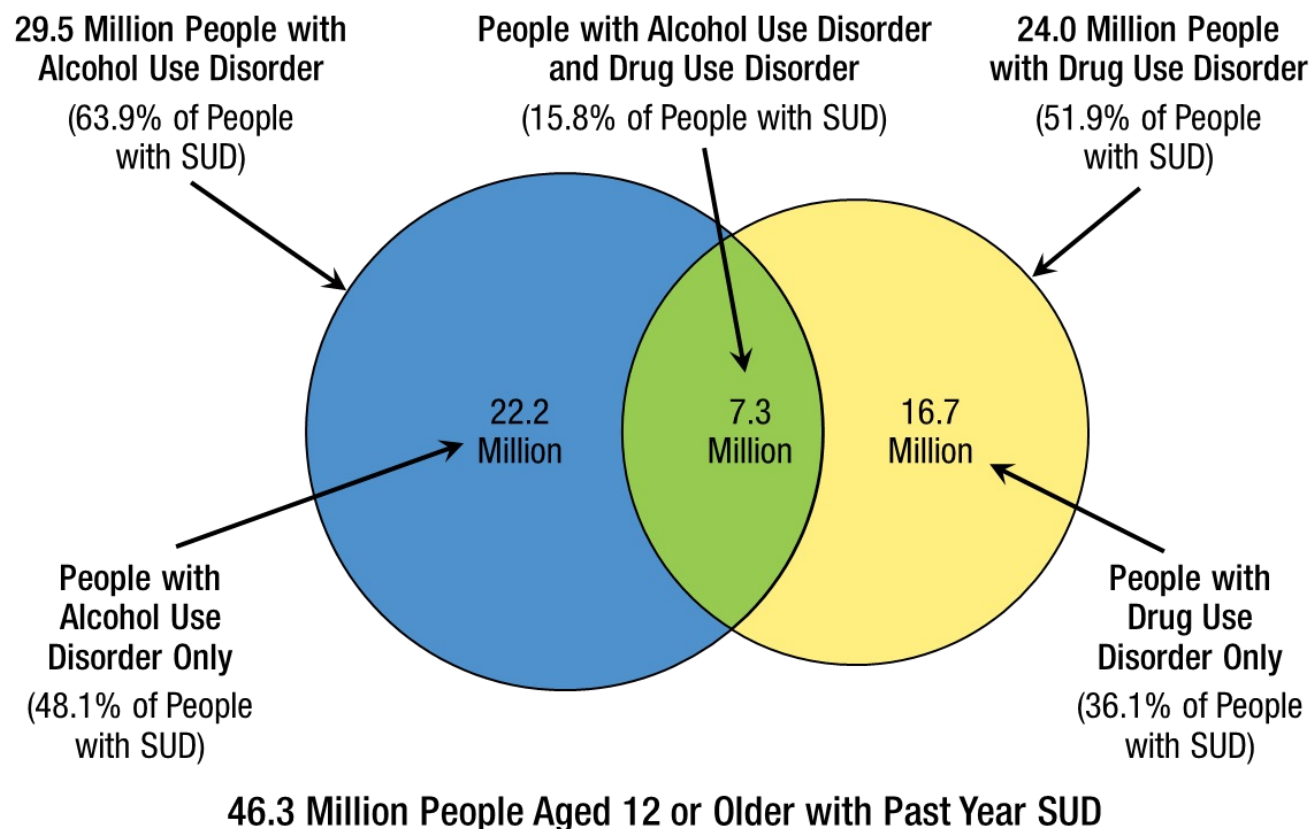 29.5 Million People with
Alcohol Use Disorder
(63.9% of People
with SUD)
People with Alcohol Use Disorder
and Drug Use Disorder
(15.8% of People with SUD)
24.0 Million People
with Drug Use Disorder
(51.9% of People
with SUD)
22.2
Million
7.3
Million
16.7
Million
People with
Alcohol Use
Disorder Only
(48.1% of People
with SUD)
People with
Drug Use
Disorder Only
(36.1% of People
with SUD)
46.3 Million People Aged 12 or Older with Past Year SUD